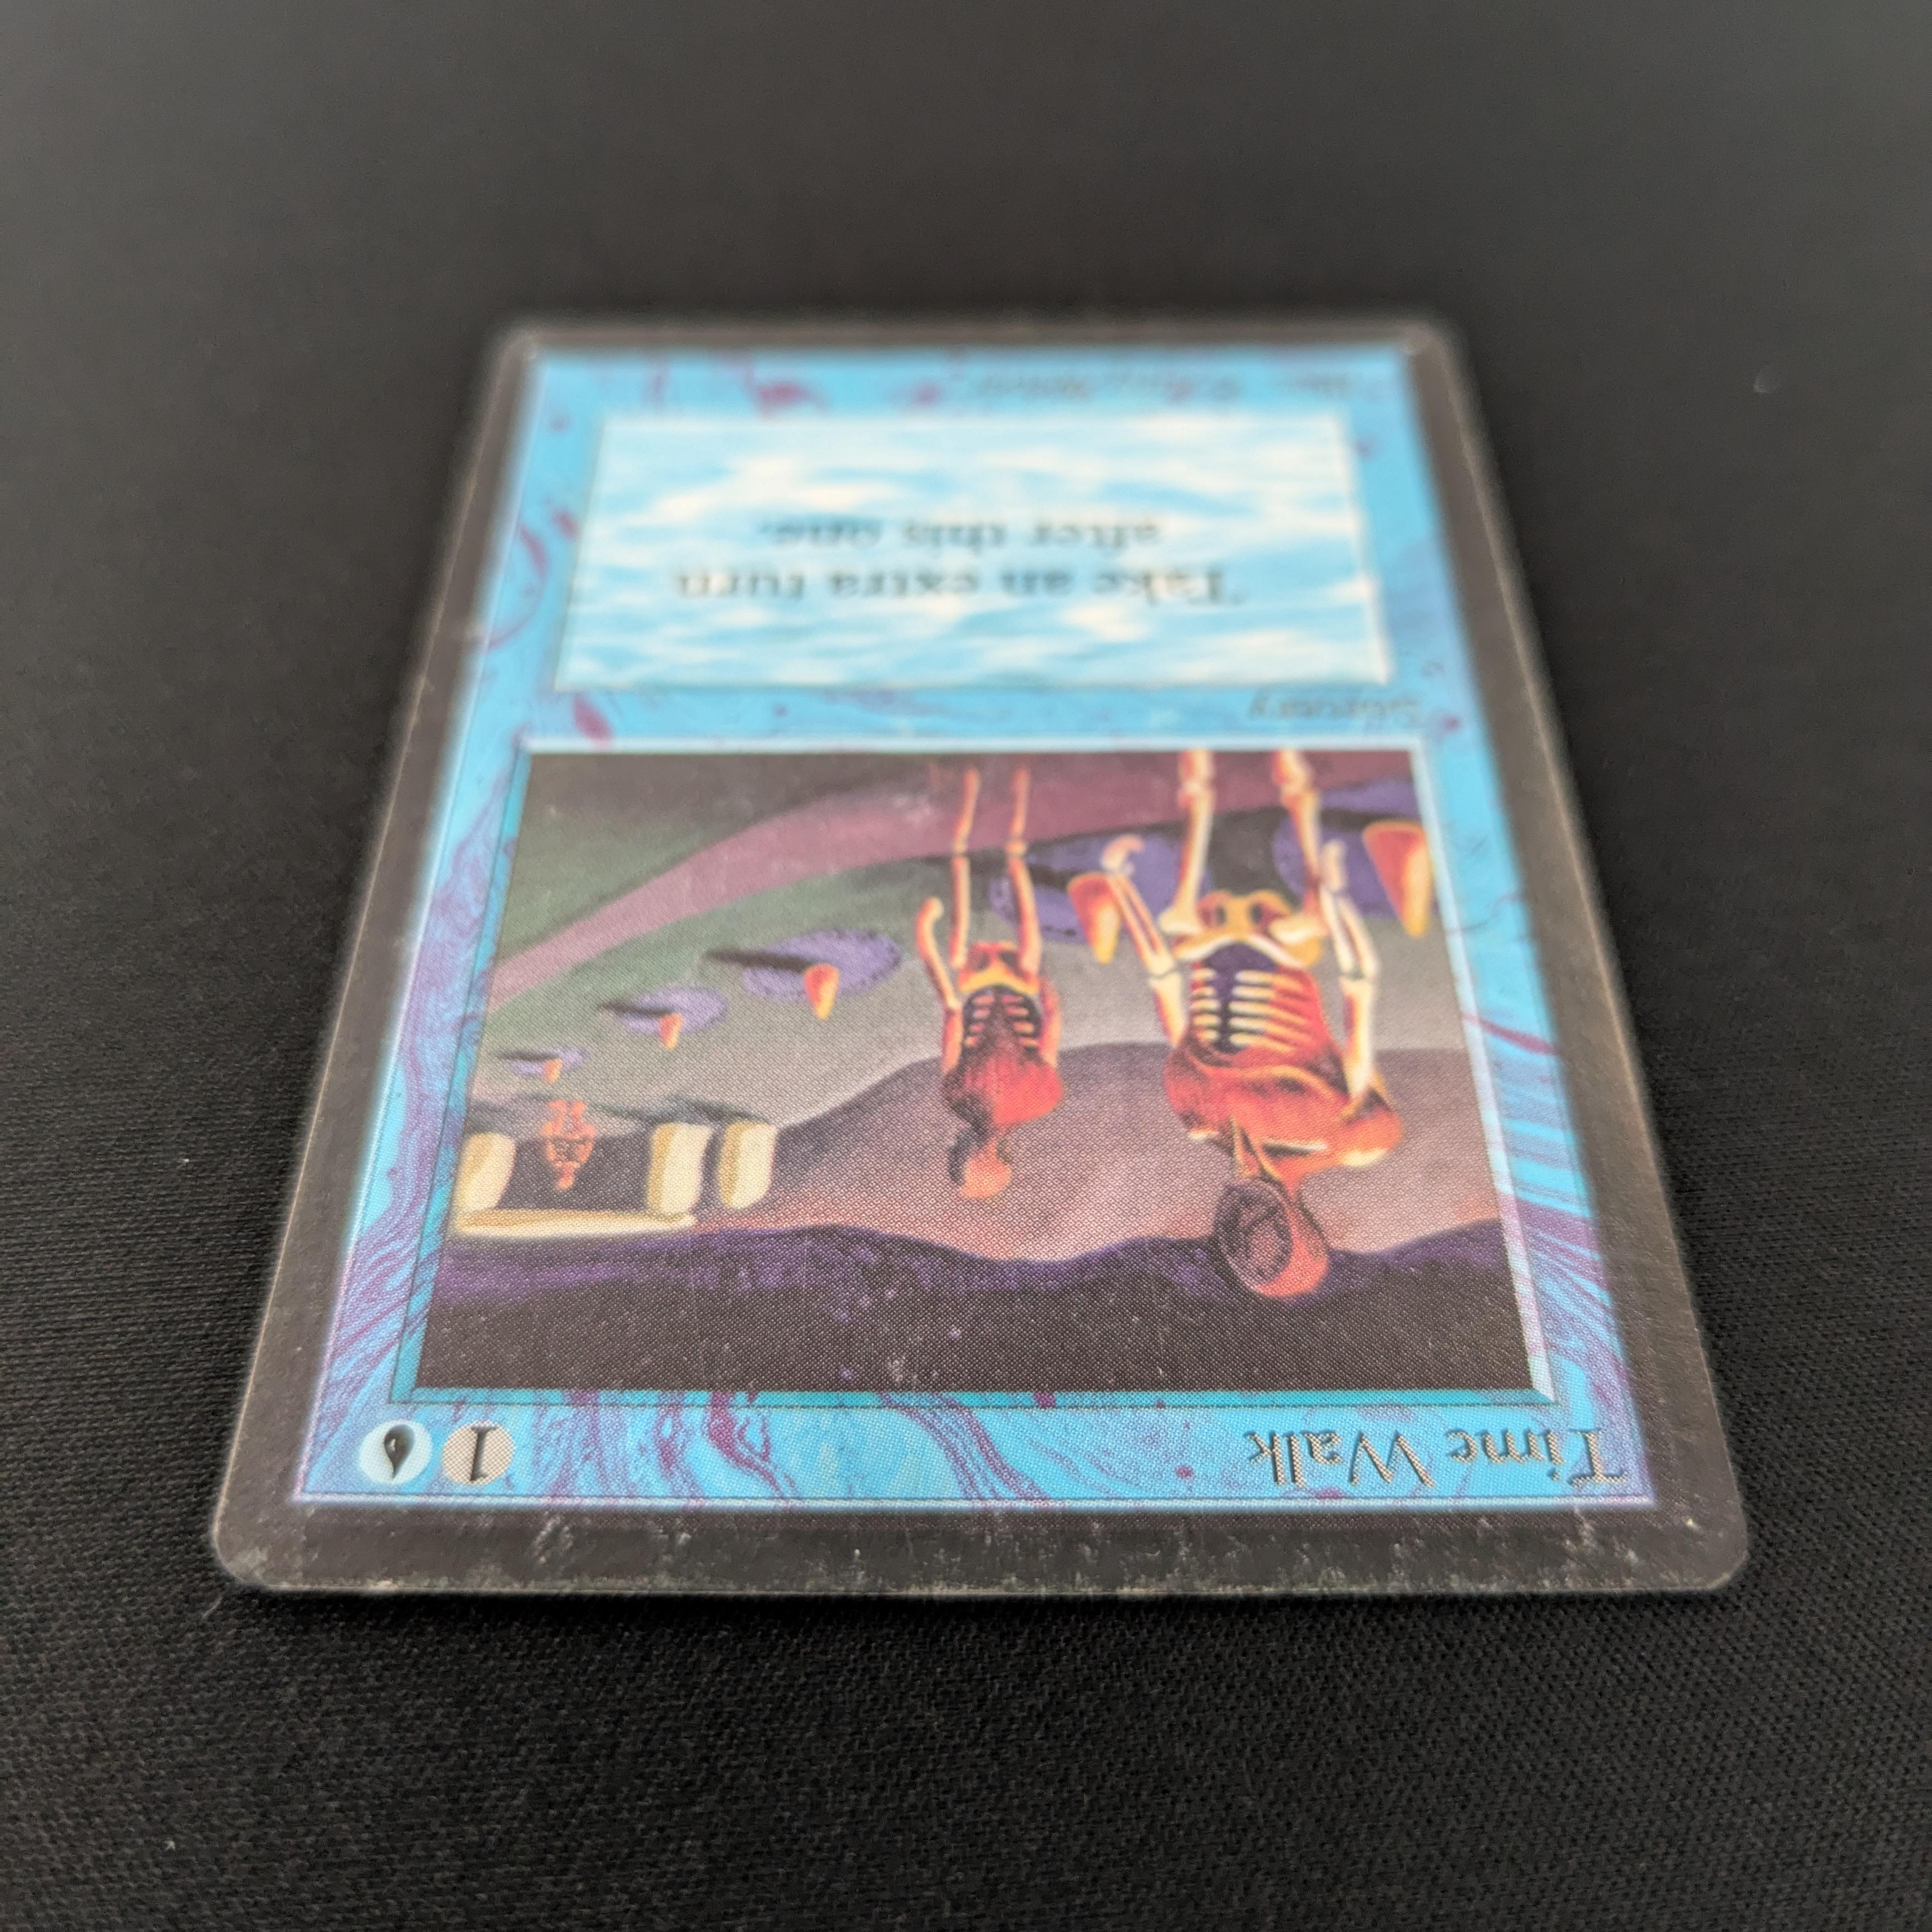 Time Walk
1
Sorcery
Take an extra turn
after this one.